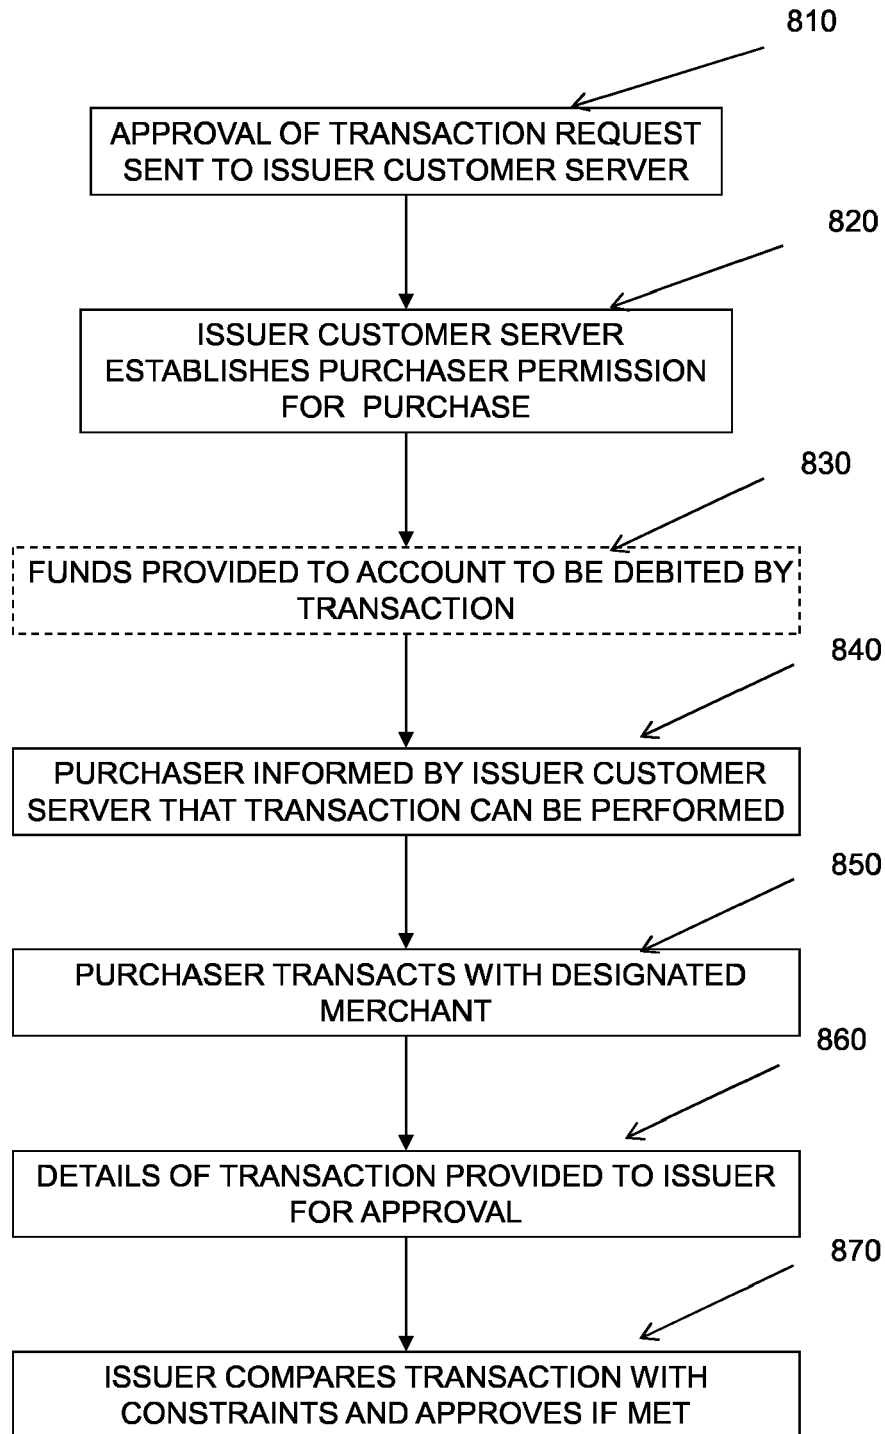 810
APPROVAL OF TRANSACTION REQUEST
SENT TO ISSUER CUSTOMER SERVER
820
ISSUER CUSTOMER SERVER
ESTABLISHES PURCHASER PERMISSION
FOR PURCHASE
830
FUNDS PROVIDED TO ACCOUNT TO BE DEBITED BY
TRANSACTION
840
PURCHASER INFORMED BY ISSUER CUSTOMER
SERVER THAT TRANSACTION CAN BE PERFORMED
850
PURCHASER TRANSACTS WITH DESIGNATED
MERCHANT
860
DETAILS OF TRANSACTION PROVIDED TO ISSUER
FOR APPROVAL
870
ISSUER COMPARES TRANSACTION WITH
CONSTRAINTS AND APPROVES IF MET